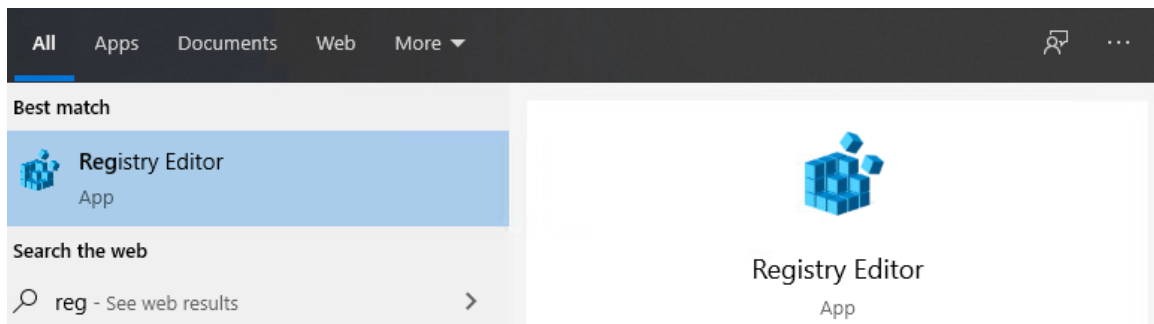 All Apps Documents Web More
Best match
Registry Editor
App
Search the web
reg - See web results
Registry Editor
App